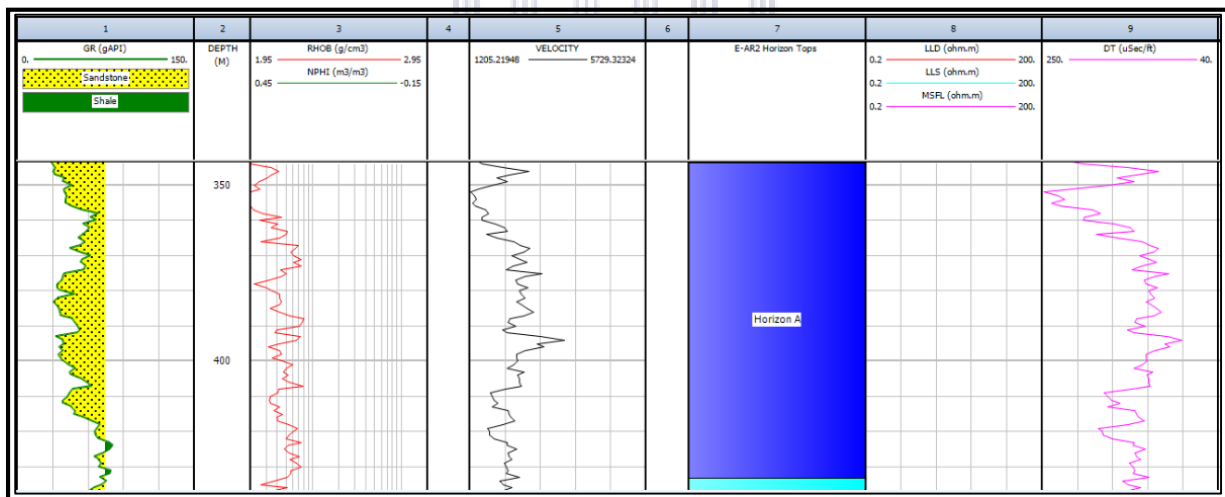 1 2 3 4 5 6 7 8 9
GR (gAPI)
0. 150.
Sandstone
Shale
DEPTH
(M)
RHOB (g/cm3)
1.95 2.95
NPHI (m3/m3)
0.45 -0.15
VELOCITY
1205.21948 5729.32324
E-AR2 Horizon Tops
LLD (ohm.m)
0.2 200.
LLS (ohm.m)
0.2 200.
MSFL (ohm.m)
0.2 200.
DT (uSec/ft)
250. 40.
350
Horizon A
400